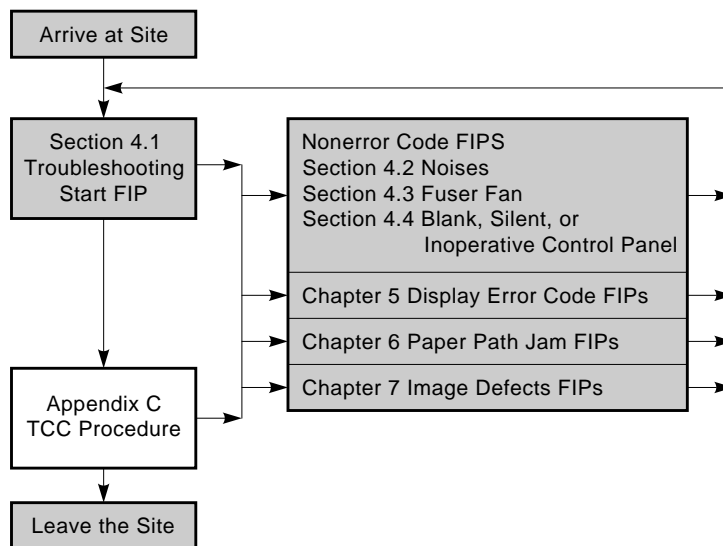 Arrive at Site
Section 4.1
Troubleshooting
Start FIP
Nonerror Code FIPS
Section 4.2 Noises
Section 4.3 Fuser Fan
Section 4.4 Blank, Silent, or
Inoperative Control Panel
Chapter 5 Display Error Code FIPs
Chapter 6 Paper Path Jam FIPs
Chapter 7 Image Defects FIPs
Appendix C
TCC Procedure
Leave the Site